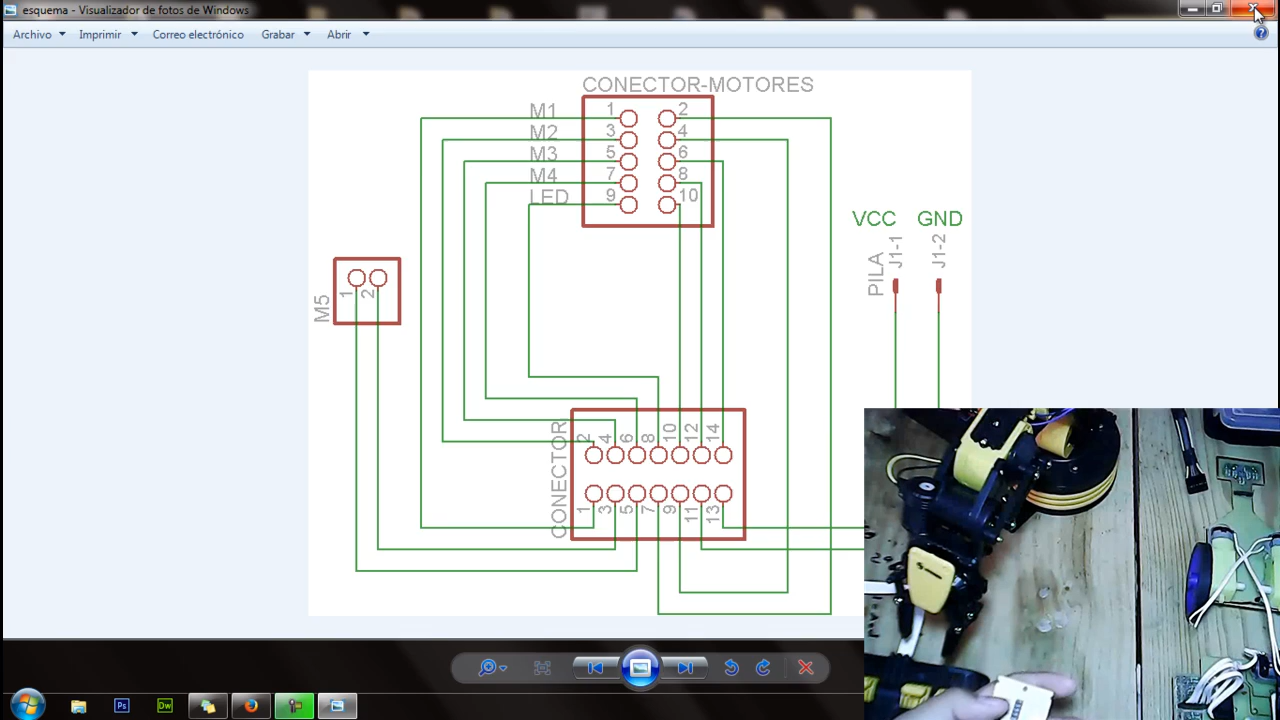 esquema - Visualizador de fotos de Windows
Archivo Imprimir Correo electrónico Grabar Abrir
CONECTOR-MOTORES
M1 1 2
M2 3 4
M3 5 6
M4 7 8
LED 9 10
VCC GND
PILA J1-1 J1-2
M5 1 2
CONECTOR
2 4 6 8 10 12 14
1 3 5 7 9 11 13
Ps Dw